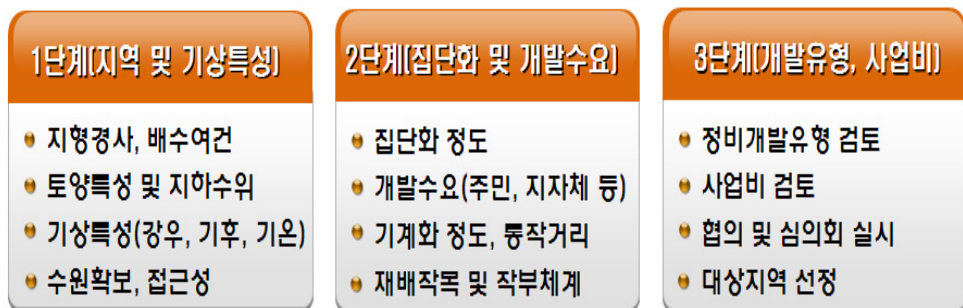 1단계(지역 및 기상특성)
지형경사, 배수여건
토양특성 및 지하수위
기상특성(강우, 기후, 기온)
수원확보, 접근성
2단계(집단화 및 개발수요)
집단화 정도
개발수요(주민, 지자체 등)
기계화 정도, 통작거리
재배작목 및 작부체계
3단계(개발유형, 사업비)
정비개발유형 검토
사업비 검토
협의 및 심의회 실시
대상지역 선정